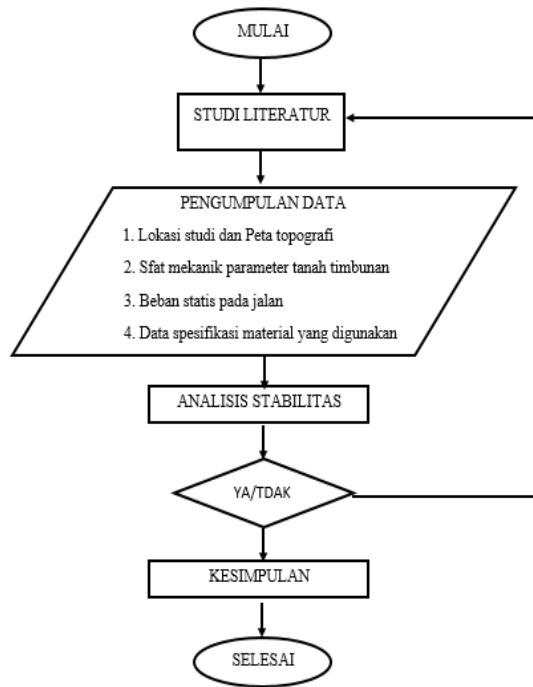 MULAI
STUDI LITERATUR
PENGUMPULAN DATA
1. Lokasi studi dan Peta topografi
2. Sfat mekanik parameter tanah timbunan
3. Beban statis pada jalan
4. Data spesifikasi material yang digunakan
ANALISIS STABILITAS
YA/TDAK
KESIMPULAN
SELESAI